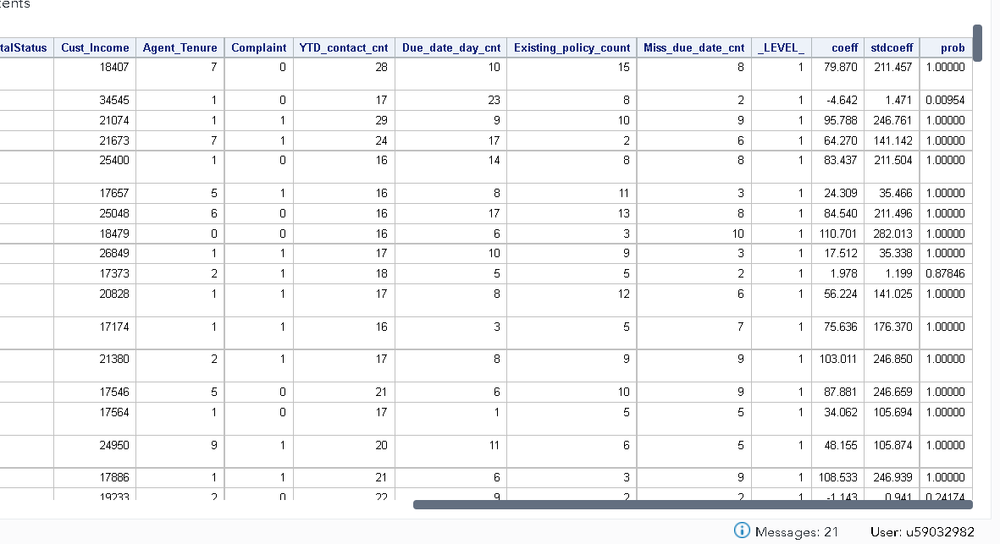 ents
talStatus Cust_Income Agent_Tenure Complaint YTD_contact_cnt Due_date_day_cnt Existing_policy_count Miss_due_date_cnt _LEVEL_ coeff stdcoeff prob
18407 7 0 28 10 15 8 1 79.870 211.457 1.00000
34545 1 0 17 23 8 2 1 -4.642 1.471 0.00954
21074 1 1 29 9 10 9 1 95.788 246.761 1.00000
21673 7 1 24 17 2 6 1 64.270 141.142 1.00000
25400 1 0 16 14 8 8 1 83.437 211.504 1.00000
17657 5 1 16 8 11 3 1 24.309 35.466 1.00000
25048 6 0 16 17 13 8 1 84.540 211.496 1.00000
18479 0 0 16 6 3 10 1 110.701 282.013 1.00000
26849 1 1 17 10 9 3 1 17.512 35.338 1.00000
17373 2 1 18 5 5 2 1 1.978 1.199 0.87846
20828 1 1 17 8 12 6 1 56.224 141.025 1.00000
17174 1 1 16 3 5 7 1 75.636 176.370 1.00000
21380 2 1 17 8 9 9 1 103.011 246.850 1.00000
17546 5 0 21 6 10 9 1 87.881 246.659 1.00000
17564 1 0 17 1 5 5 1 34.062 105.694 1.00000
24950 9 1 20 11 6 5 1 48.155 105.874 1.00000
17886 1 1 21 6 3 9 1 108.533 246.939 1.00000
19233 2 0 22 9 2 2 1 -1.143 0.941 0.24174
Messages: 21 User: u59032982